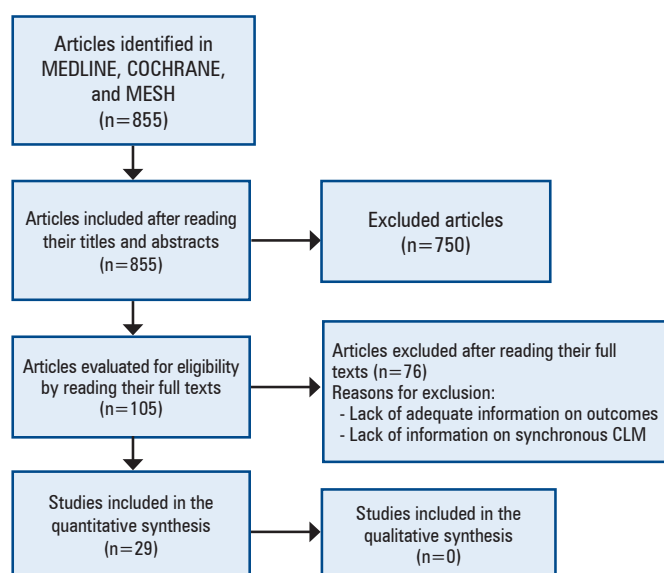 Articles identified in
MEDLINE, COCHRANE,
and MESH
(n=855)
Articles included after reading
their titles and abstracts
(n=855)
Excluded articles
(n=750)
Articles evaluated for eligibility
by reading their full texts
(n=105)
Articles excluded after reading their full
texts (n=76)
Reasons for exclusion:
- Lack of adequate information on outcomes
- Lack of information on synchronous CLM
Studies included in the
quantitative synthesis
(n=29)
Studies included in the
qualitative synthesis
(n=0)